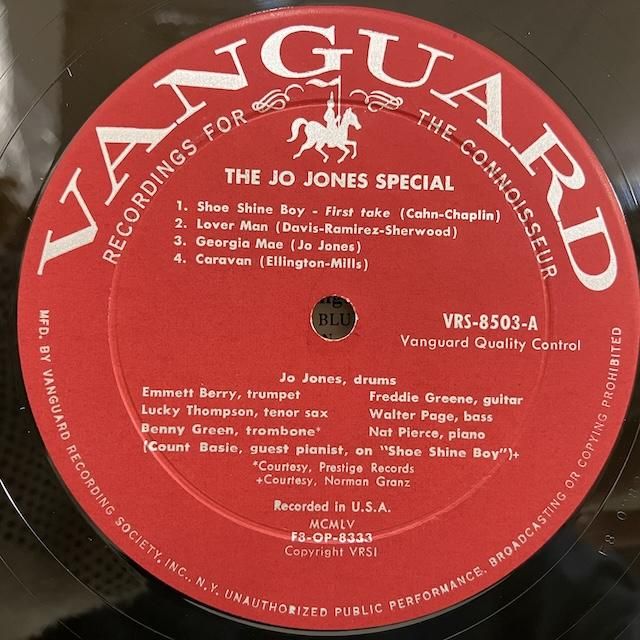 VANGUARD
RECORDINGS FOR THE CONNOISSEUR
THE JO JONES SPECIAL
1. Shoe Shine Boy - First take (Cahn-Chaplin)
2. Lover Man (Davis-Ramirez-Sherwood)
3. Georgia Mae (Jo Jones)
4. Caravan (Ellington-Mills)
BLU
VRS-8503-A
Vanguard Quality Control
Jo Jones, drums
Emmett Berry, trumpet Freddie Greene, guitar
Lucky Thompson, tenor sax Walter Page, bass
Benny Green, trombone* Nat Pierce, piano
(Count Basie, guest pianist, on "Shoe Shine Boy")+
*Courtesy, Prestige Records
+Courtesy, Norman Granz
Recorded in U.S.A.
MCMLV
F3-OP-8333
Copyright VRSI
MFD. BY VANGUARD RECORDING SOCIETY, INC., N.Y. UNAUTHORIZED PUBLIC PERFORMANCE, BROADCASTING OR COPYING PROHIBITED